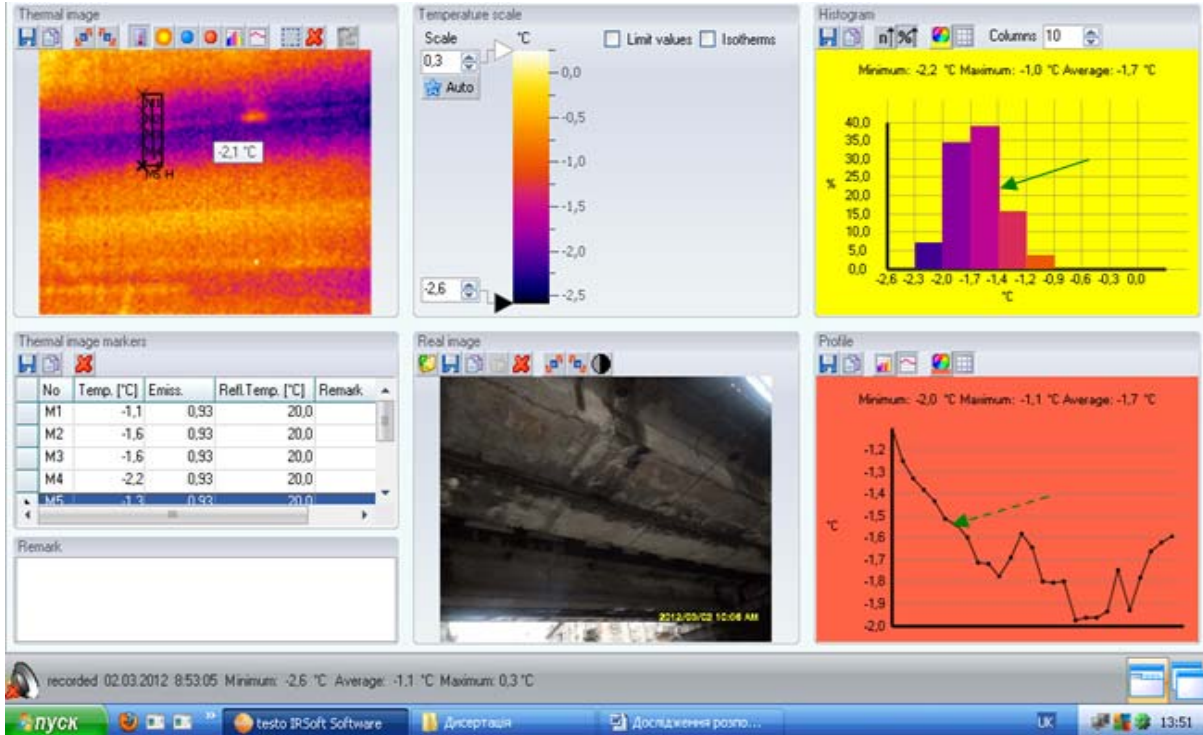 Thermal image
-2,1 °C
M5 H
Temperature scale
Scale
°C
0,3
Auto
Limit values
Isotherms
0,0
-0,5
-1,0
-1,5
-2,0
-2,5
-2,6
Histogram
n %
Columns 10
Minimum: -2,2 °C Maximum: -1,0 °C Average: -1,7 °C
40,0
35,0
30,0
25,0
20,0
15,0
10,0
5,0
0,0
%
-2,6 -2,3 -2,0 -1,7 -1,4 -1,2 -0,9 -0,6 -0,3 0,0
°C
Thermal image markers
No Temp. [°C] Emiss. Refl.Temp. [°C] Remark
M1 -1,1 0,93 20,0
M2 -1,6 0,93 20,0
M3 -1,6 0,93 20,0
M4 -2,2 0,93 20,0
M5 -1,3 0,93 20,0
Remark
Real image
2012/03/02 10:06 AM
Profile
Minimum: -2,0 °C Maximum: -1,1 °C Average: -1,7 °C
-1,2
-1,3
-1,4
-1,5
-1,6
-1,7
-1,8
-1,9
-2,0
°C
recorded 02.03.2012 8:53:05 Minimum: -2,6 °C Average: -1,1 °C Maximum: 0,3 °C
пуск
testo IRSoft Software
Дисертація
Дослідження розпо...
UK
13:51